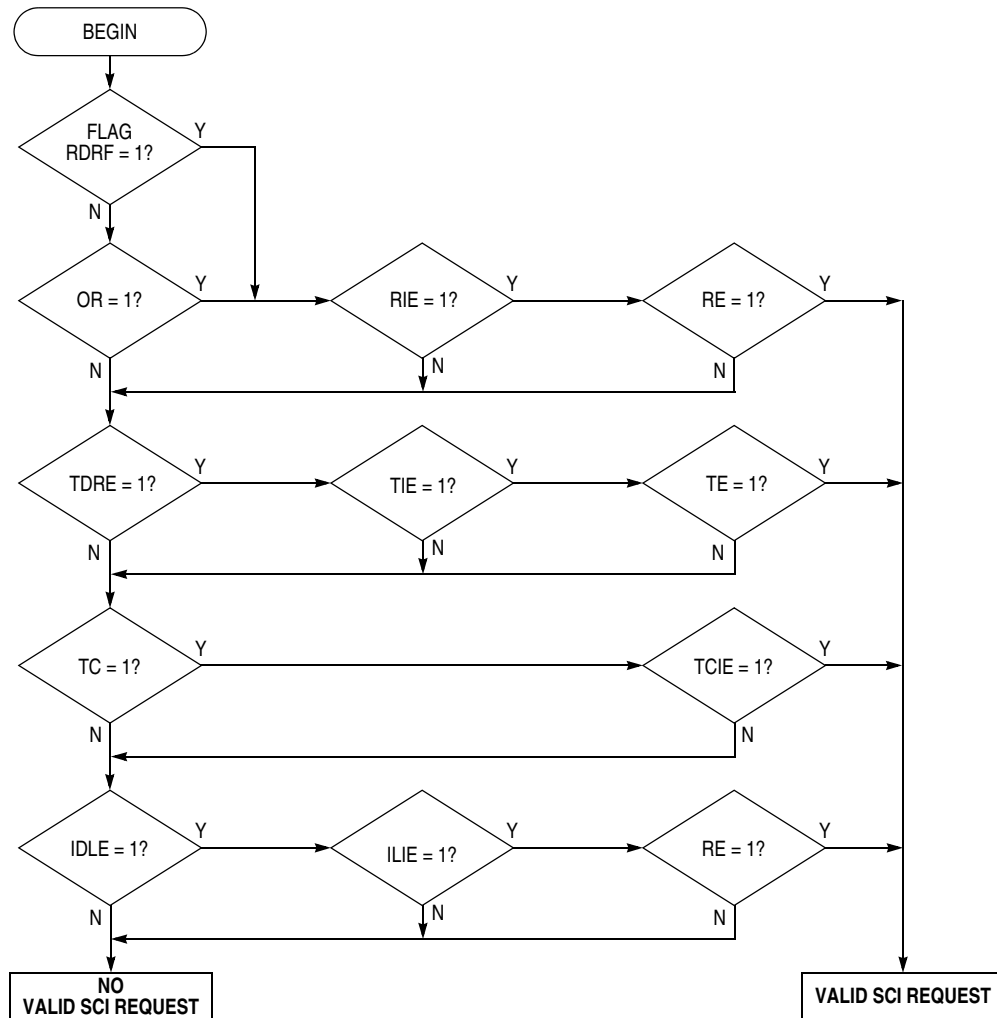 BEGIN
FLAG
RDRF = 1?
Y
N
OR = 1?
Y
RIE = 1?
Y
RE = 1?
Y
N
N
N
TDRE = 1?
Y
TIE = 1?
Y
TE = 1?
Y
N
N
N
TC = 1?
Y
TCIE = 1?
Y
N
N
IDLE = 1?
Y
ILIE = 1?
Y
RE = 1?
Y
N
N
N
NO
VALID SCI REQUEST
VALID SCI REQUEST